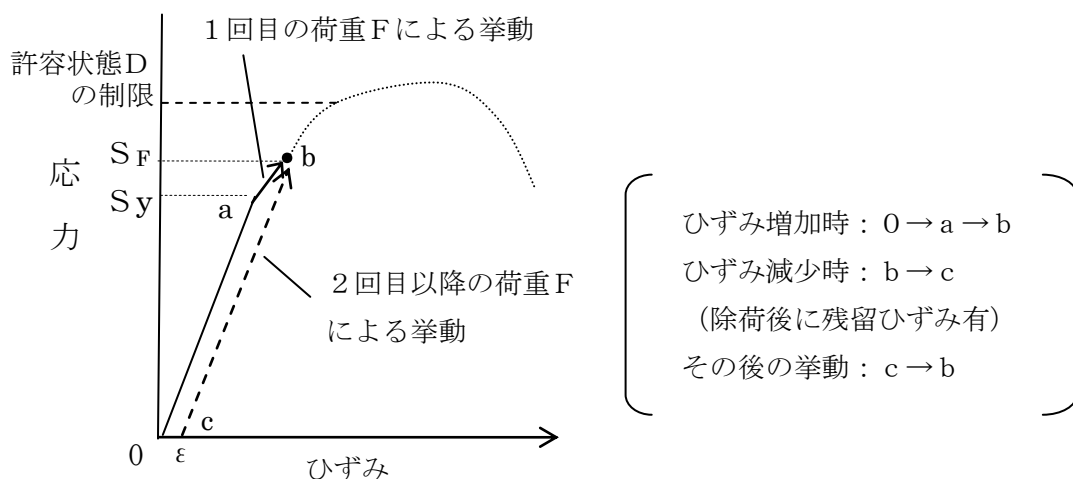 １回目の荷重Ｆによる挙動
許容状態Ｄ
の制限
ＳF
b
応
力
Ｓy
a
２回目以降の荷重Ｆ
による挙動
c
0
ε
ひずみ
ひずみ増加時：0→a→b
ひずみ減少時：b→c
（除荷後に残留ひずみ有）
その後の挙動：c→b